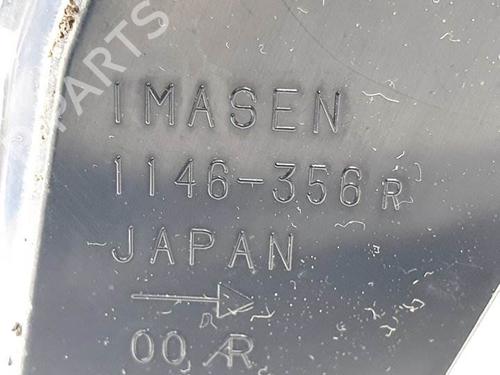 PARTS
IMASEN
1146-356R
JAPAN
00 R